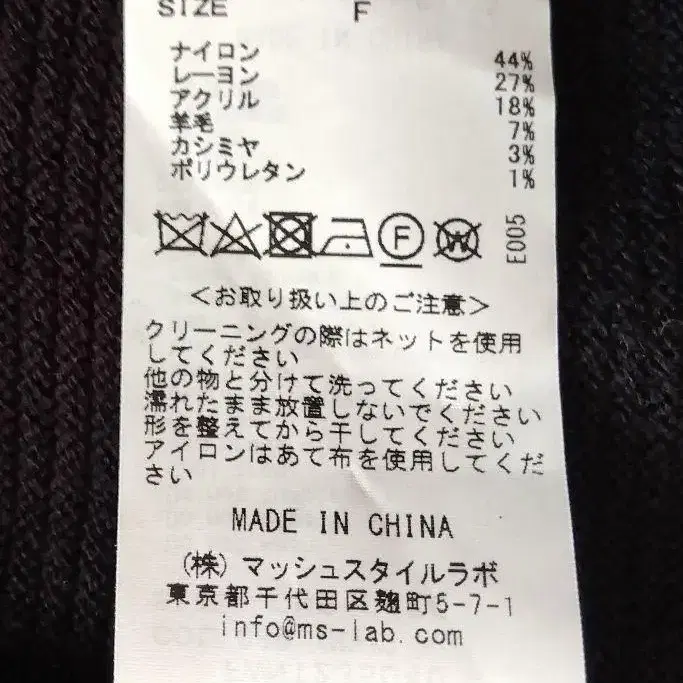 SIZE F
ナイロン 44%
レーヨン 27%
アクリル 18%
羊毛 7%
カシミヤ 3%
ポリウレタン 1%
F W E005
<お取り扱い上のご注意>
クリーニングの際はネットを使用
してください
他の物と分けて洗ってください
濡れたまま放置しないでください
形を整えてから干してください
アイロンはあて布を使用してくだ
さい
MADE IN CHINA
(株)マッシュスタイルラボ
東京都千代田区麹町5-7-1
info@ms-lab.com